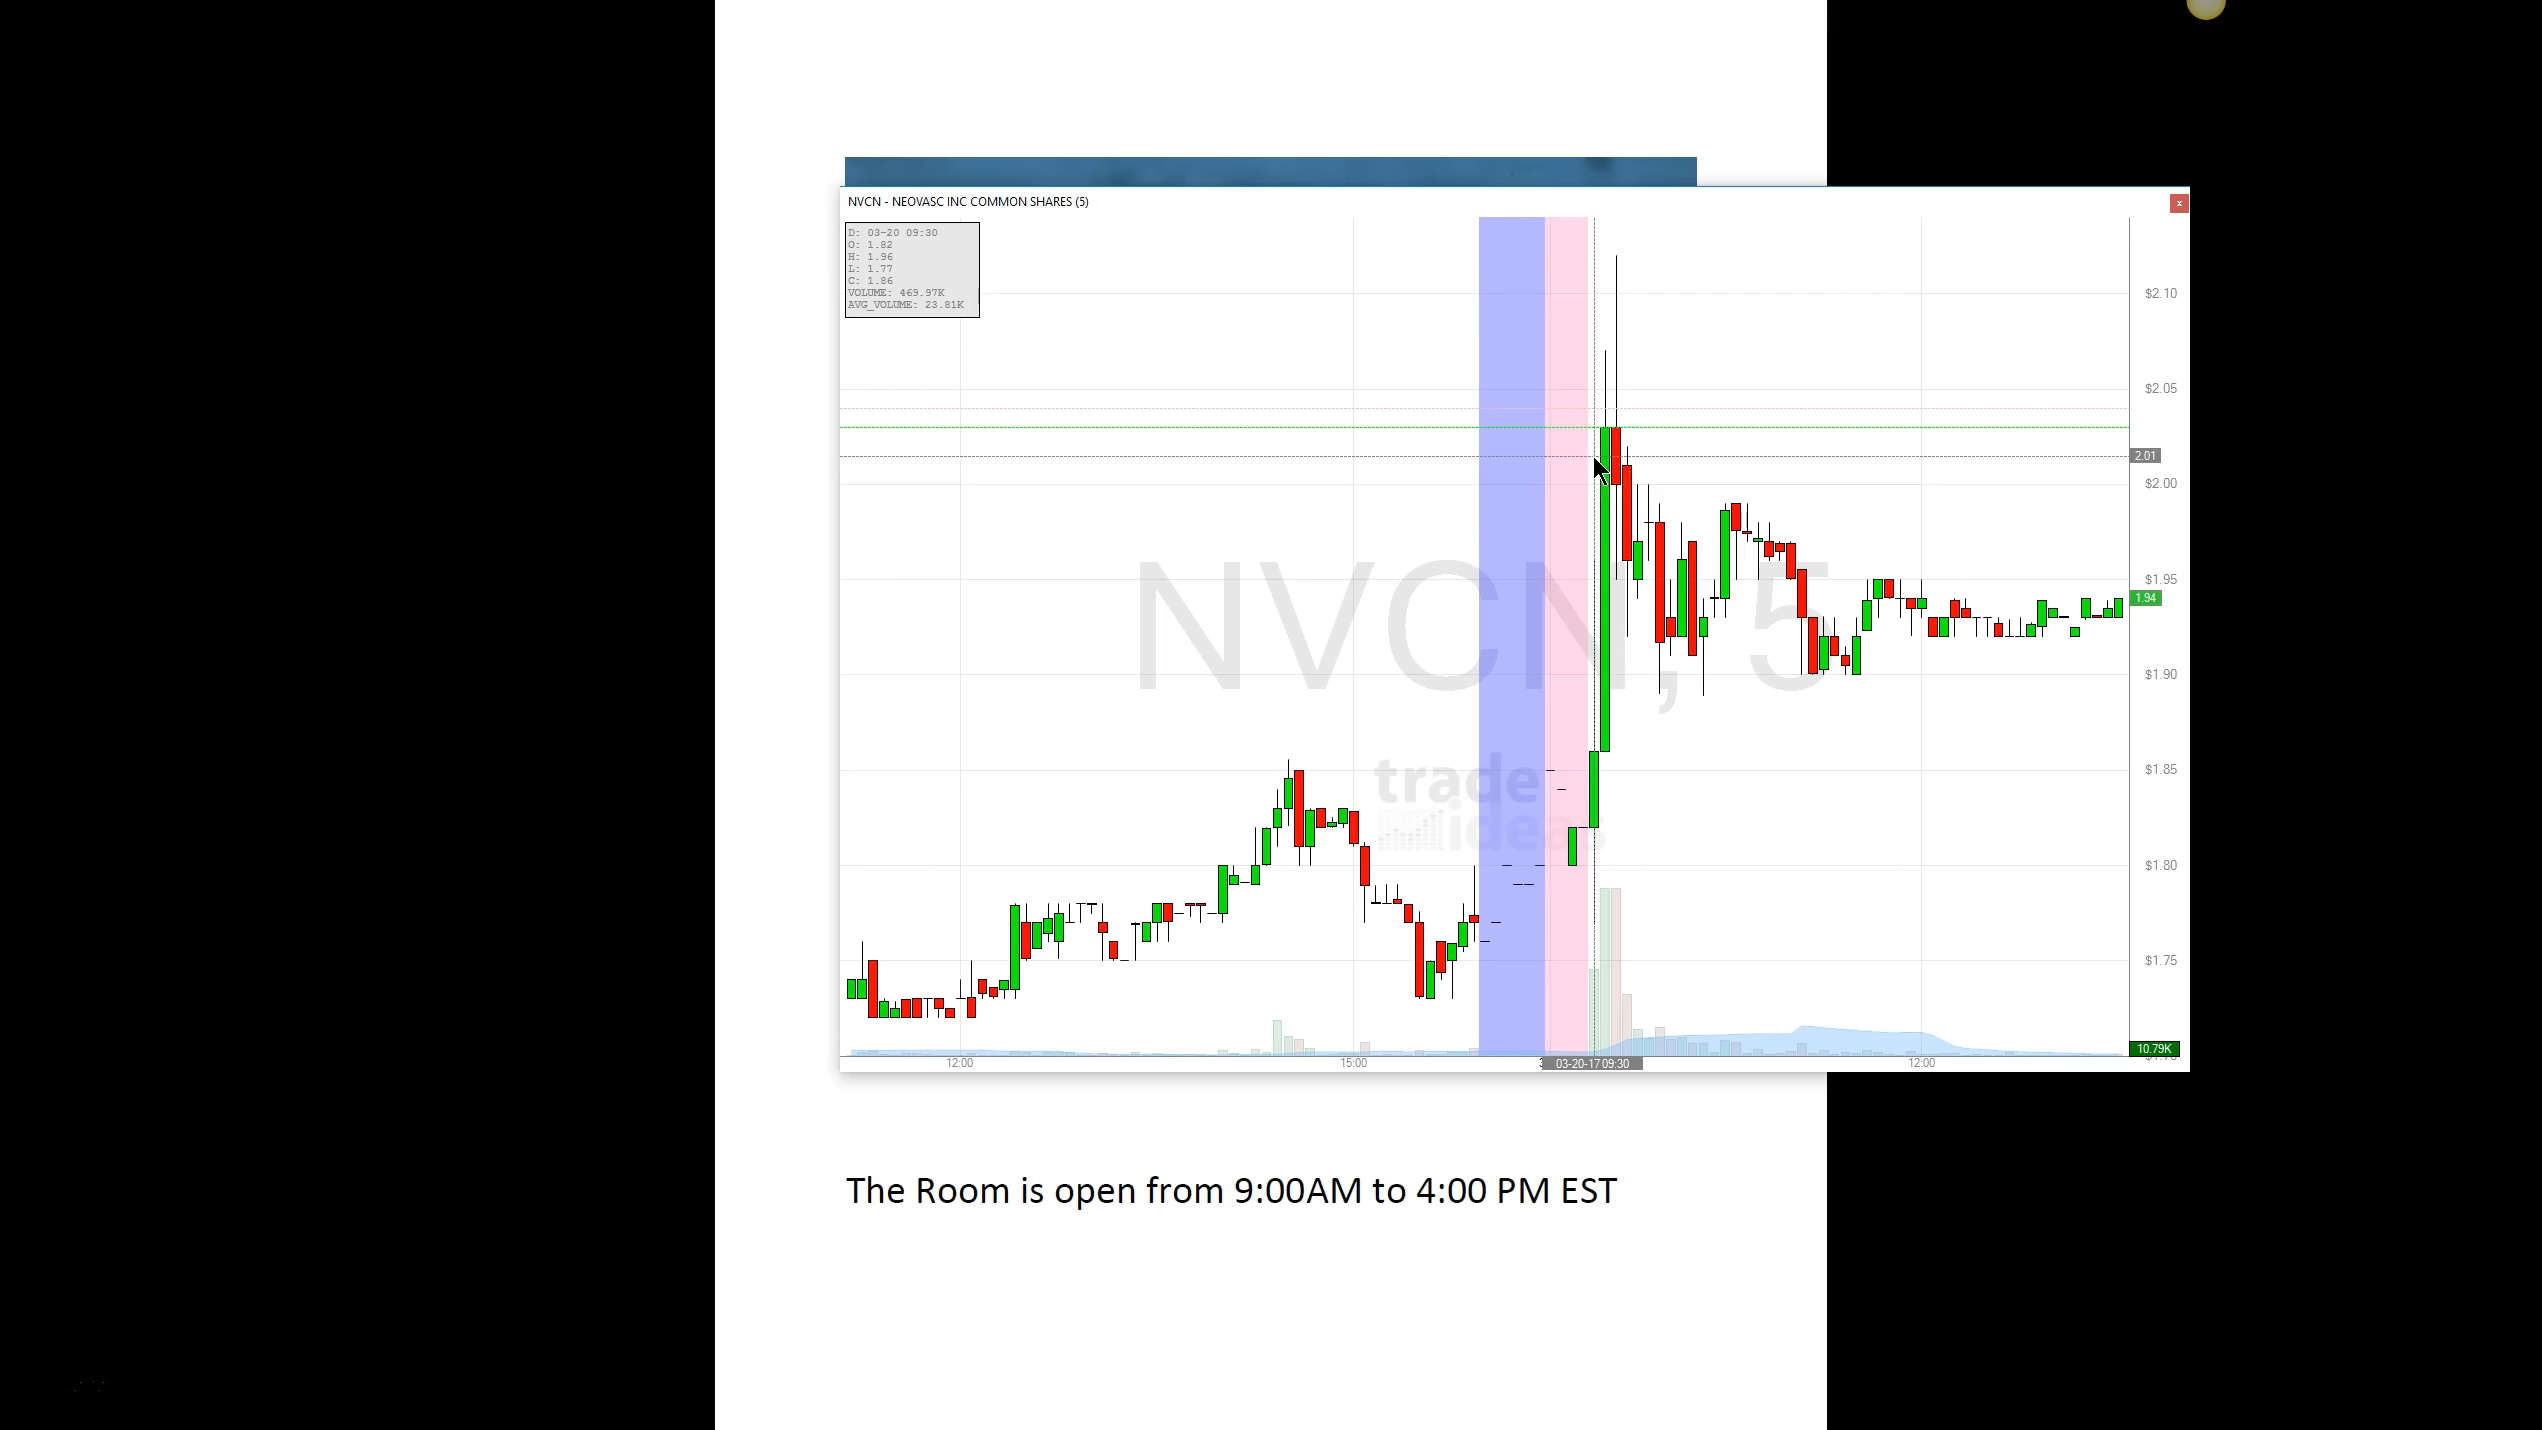 NVCN - NEOVASC INC COMMON SHARES (5)
x
D: 03-20 09:30
O: 1.82
H: 1.96
L: 1.77
C: 1.86
VOLUME: 469.97K
AVG_VOLUME: 23.81K
$2.10
$2.05
2.01
$2.00
$1.95
1.94
$1.90
$1.85
$1.80
$1.75
10.79K
NVCN, 5
trade
ideas
12:00
15:00
03-20-17 09:30
12:00
The Room is open from 9:00AM to 4:00 PM EST